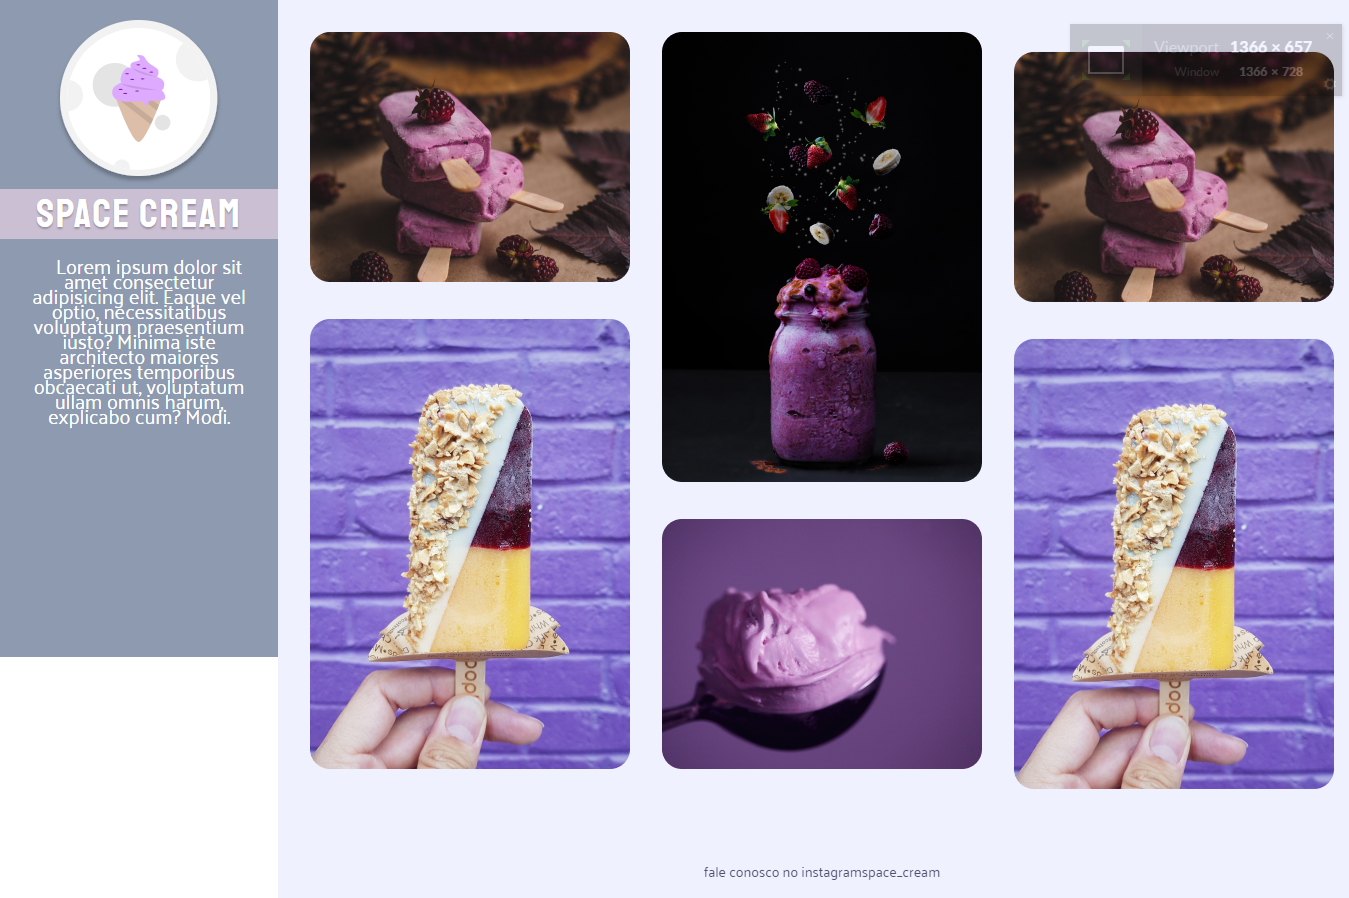 SPACE CREAM
Lorem ipsum dolor sit
amet consectetur
adipisicing elit. Eaque vel
optio, necessitatibus
voluptatum praesentium
iusto? Minima iste
architecto maiores
asperiores temporibus
obcaecati ut, voluptatum
ullam omnis harum,
explicabo cum? Modi.
Viewport 1366 × 657
Window 1366 × 728
fale conosco no instagramspace_cream